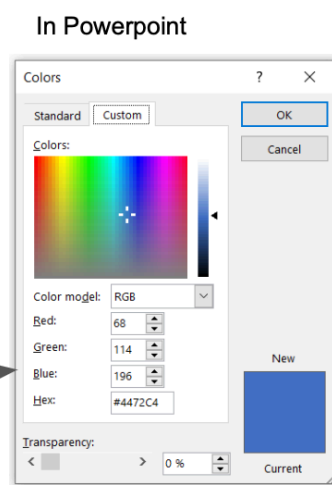 In Powerpoint
Colors ? ×
Standard Custom OK
Cancel
Colors:
Color model: RGB
Red: 68
Green: 114
Blue: 196
Hex: #4472C4
New
Transparency:
< > 0 %
Current